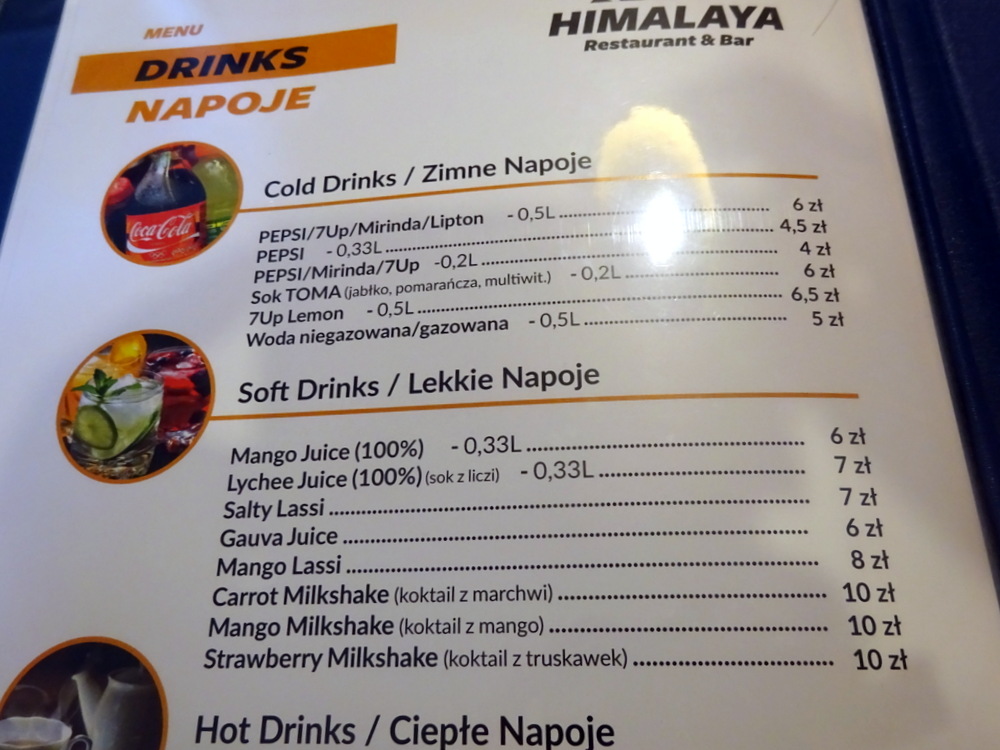 HIMALAYA
Restaurant & Bar
MENU
DRINKS
NAPOJE
Coca-Cola
Cold Drinks / Zimne Napoje
PEPSI/7Up/Mirinda/Lipton - 0,5L 6 zł
PEPSI - 0,33L 4,5 zł
PEPSI/Mirinda/7Up -0,2L 4 zł
Sok TOMA (jabłko, pomarańcza, multiwit.) - 0,2L 6 zł
7Up Lemon - 0,5L 6,5 zł
Woda niegazowana/gazowana - 0,5L 5 zł
Soft Drinks / Lekkie Napoje
Mango Juice (100%) - 0,33L 6 zł
Lychee Juice (100%) (sok z liczi) - 0,33L 7 zł
Salty Lassi 7 zł
Gauva Juice 6 zł
Mango Lassi 8 zł
Carrot Milkshake (koktail z marchwi) 10 zł
Mango Milkshake (koktail z mango) 10 zł
Strawberry Milkshake (koktail z truskawek) 10 zł
Hot Drinks / Ciepłe Napoje